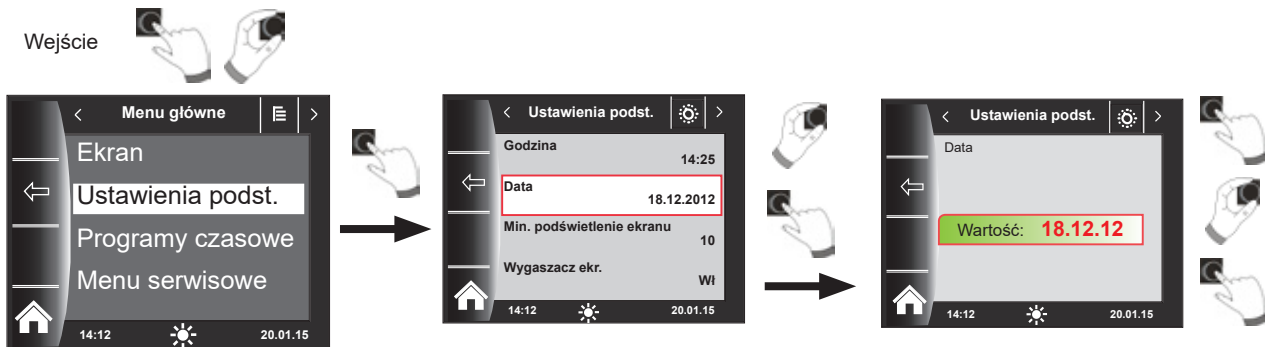 Wejście
< Menu główne >
Ekran
Ustawienia podst.
Programy czasowe
Menu serwisowe
14:12 20.01.15
< Ustawienia podst. >
Godzina
14:25
Data
18.12.2012
Min. podświetlenie ekranu
10
Wygaszacz ekr.
Wł
14:12 20.01.15
< Ustawienia podst. >
Data
Wartość: 18.12.12
14:12 20.01.15